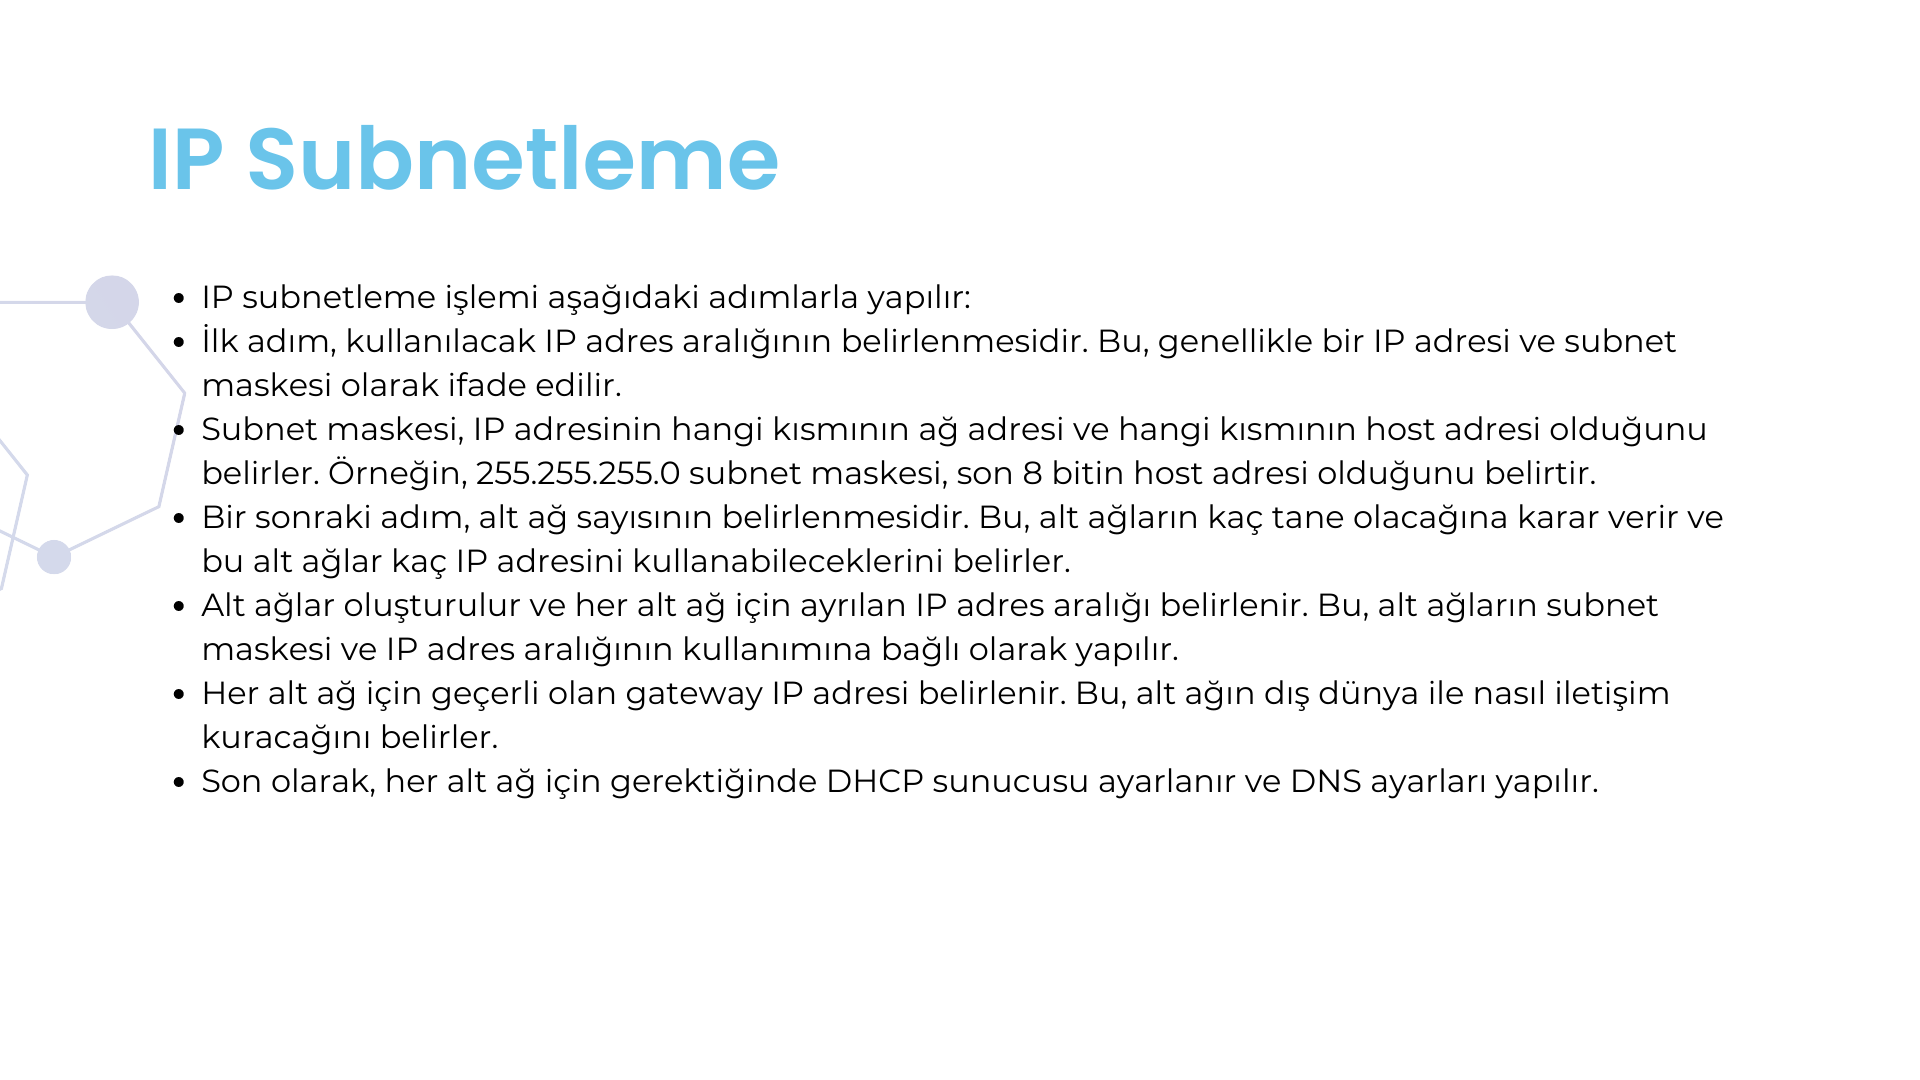 IP Subnetleme
• IP subnetleme işlemi aşağıdaki adımlarla yapılır:
• İlk adım, kullanılacak IP adres aralığının belirlenmesidir. Bu, genellikle bir IP adresi ve subnet
maskesi olarak ifade edilir.
• Subnet maskesi, IP adresinin hangi kısmının ağ adresi ve hangi kısmının host adresi olduğunu
belirler. Örneğin, 255.255.255.0 subnet maskesi, son 8 bitin host adresi olduğunu belirtir.
• Bir sonraki adım, alt ağ sayısının belirlenmesidir. Bu, alt ağların kaç tane olacağına karar verir ve
bu alt ağlar kaç IP adresini kullanabileceklerini belirler.
• Alt ağlar oluşturulur ve her alt ağ için ayrılan IP adres aralığı belirlenir. Bu, alt ağların subnet
maskesi ve IP adres aralığının kullanımına bağlı olarak yapılır.
• Her alt ağ için geçerli olan gateway IP adresi belirlenir. Bu, alt ağın dış dünya ile nasıl iletişim
kuracağını belirler.
• Son olarak, her alt ağ için gerektiğinde DHCP sunucusu ayarlanır ve DNS ayarları yapılır.